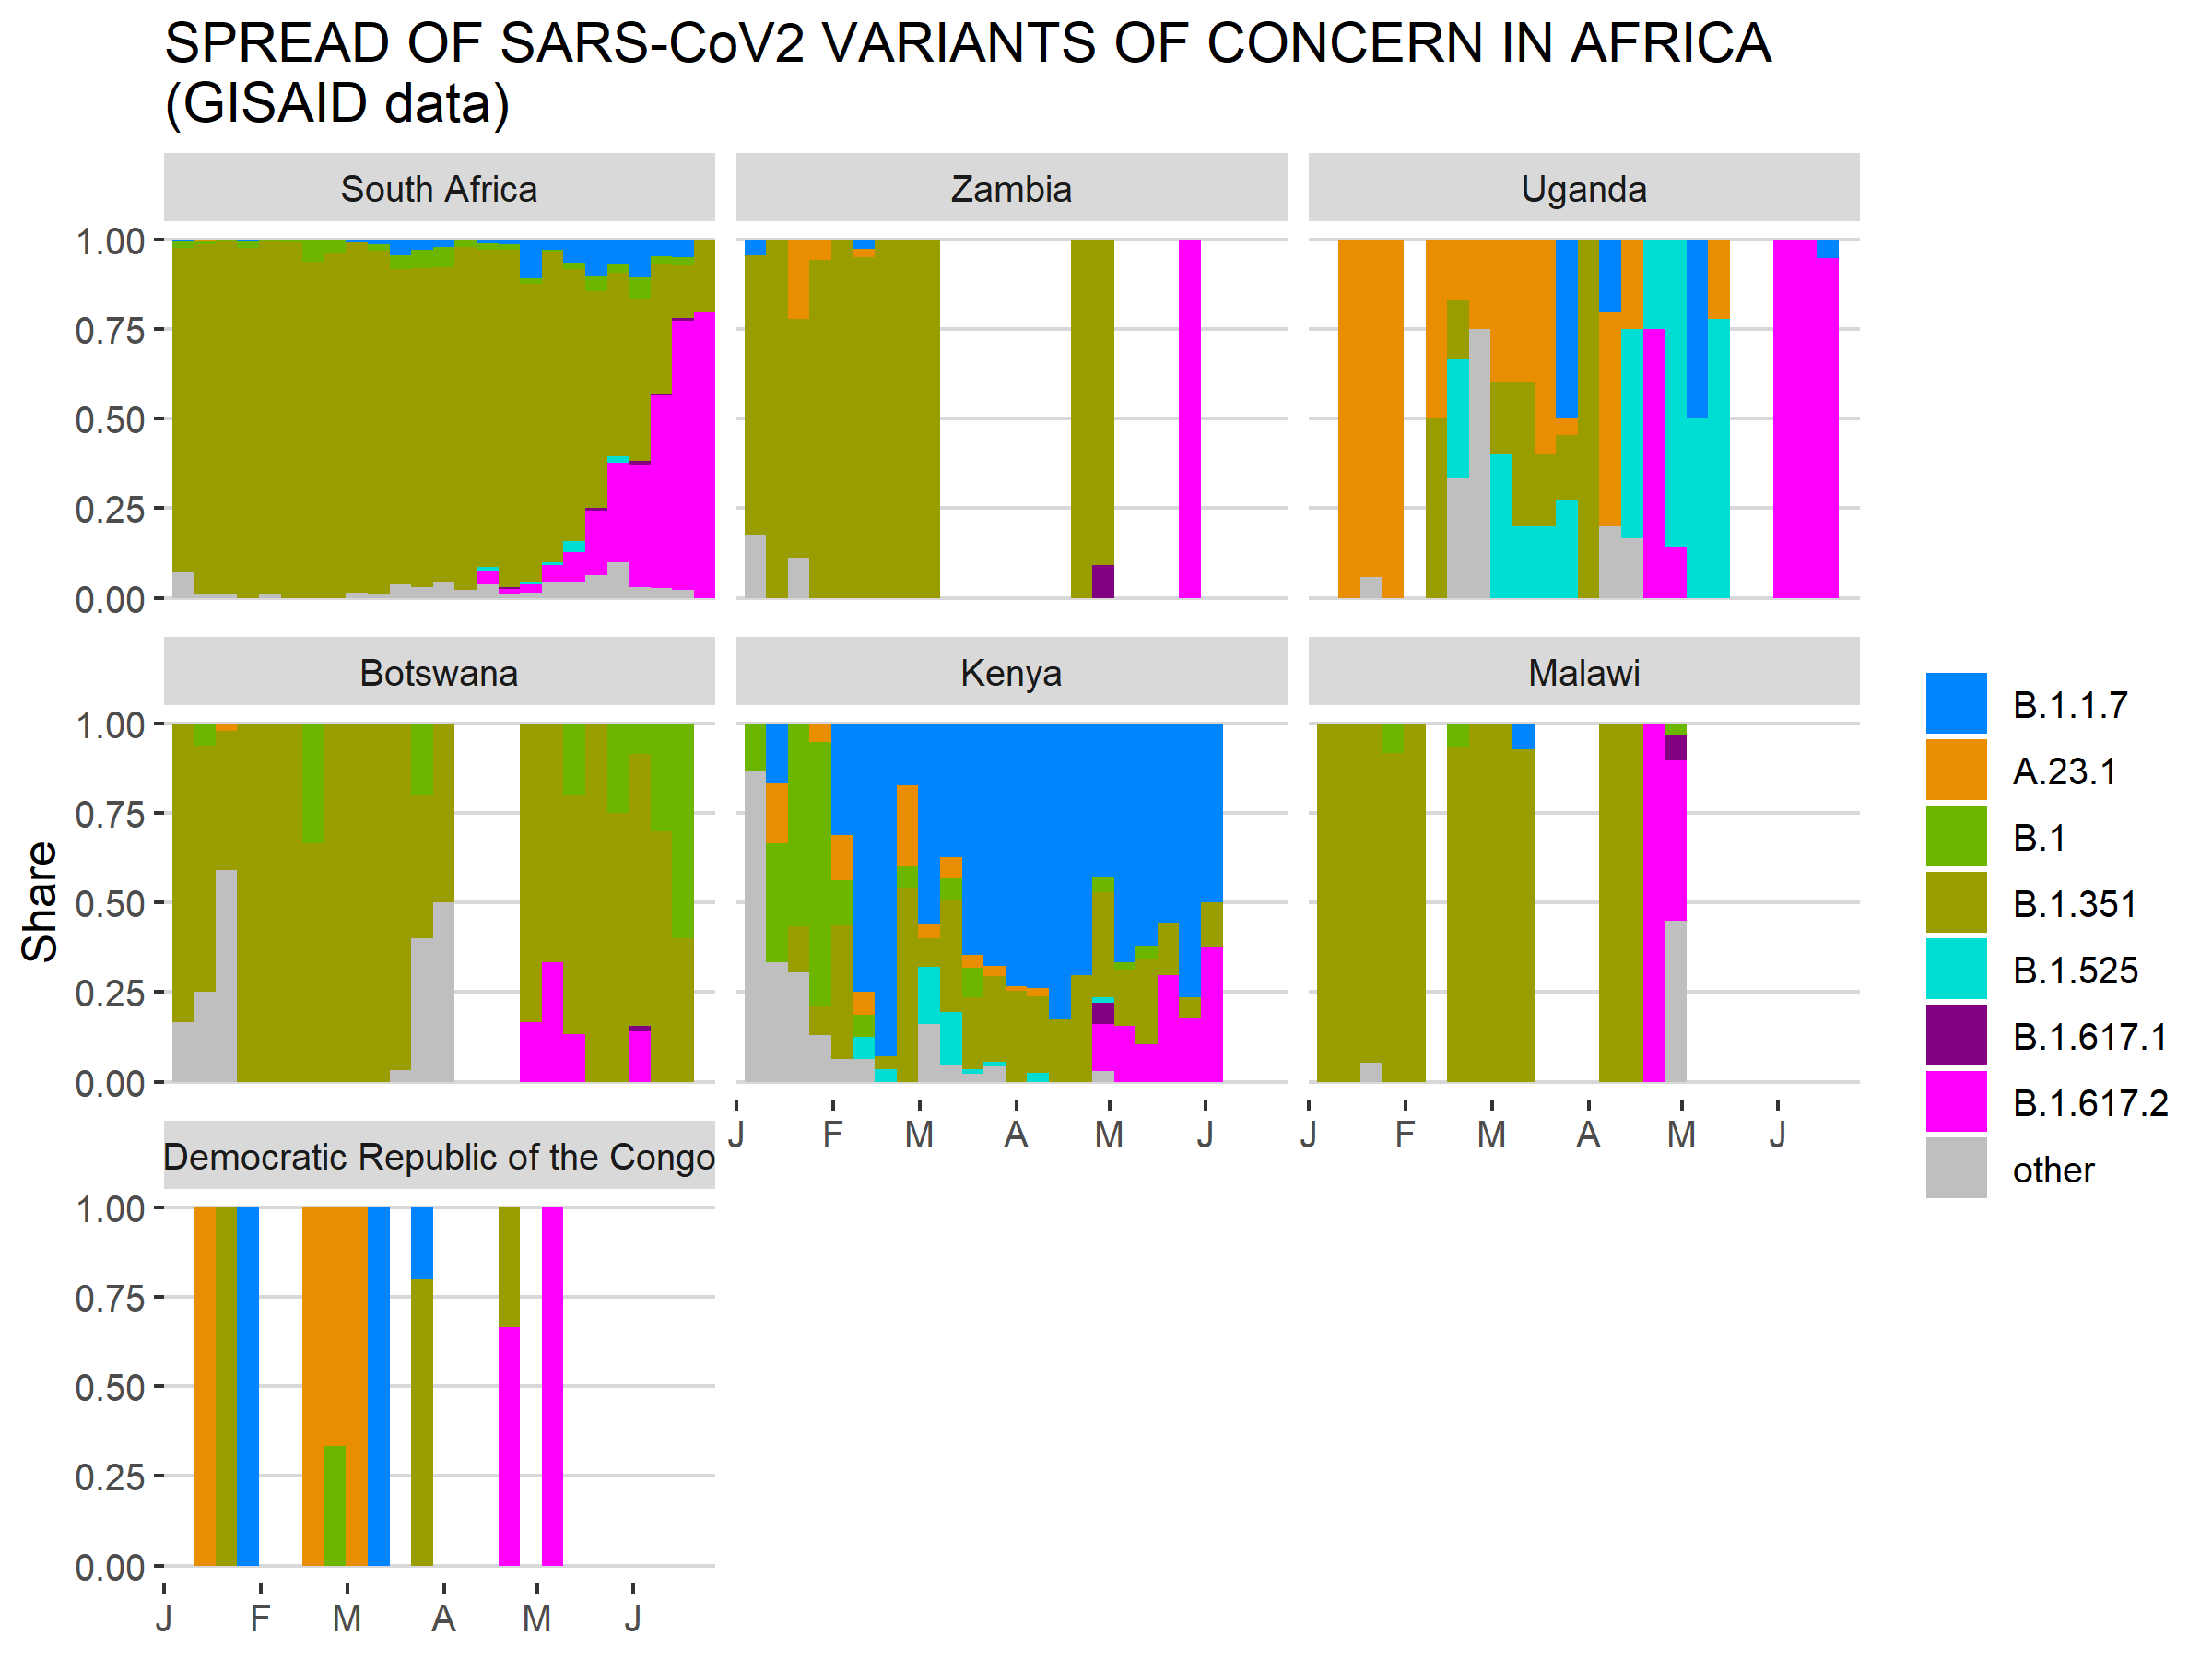 SPREAD OF SARS-CoV2 VARIANTS OF CONCERN IN AFRICA
(GISAID data)
South Africa
Zambia
Uganda
1.00
0.75
0.50
0.25
0.00
Botswana
Kenya
Malawi
1.00
0.75
0.50
0.25
0.00
Share
J F M A M J
J F M A M J
Democratic Republic of the Congo
1.00
0.75
0.50
0.25
0.00
J F M A M J
B.1.1.7
A.23.1
B.1
B.1.351
B.1.525
B.1.617.1
B.1.617.2
other